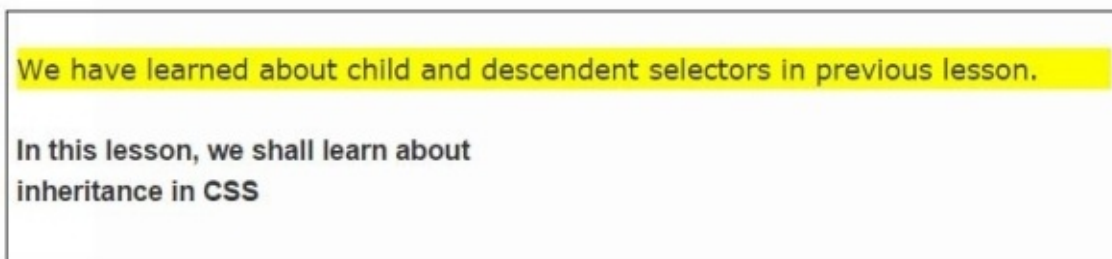 We have learned about child and descendent selectors in previous lesson.
In this lesson, we shall learn about
inheritance in CSS